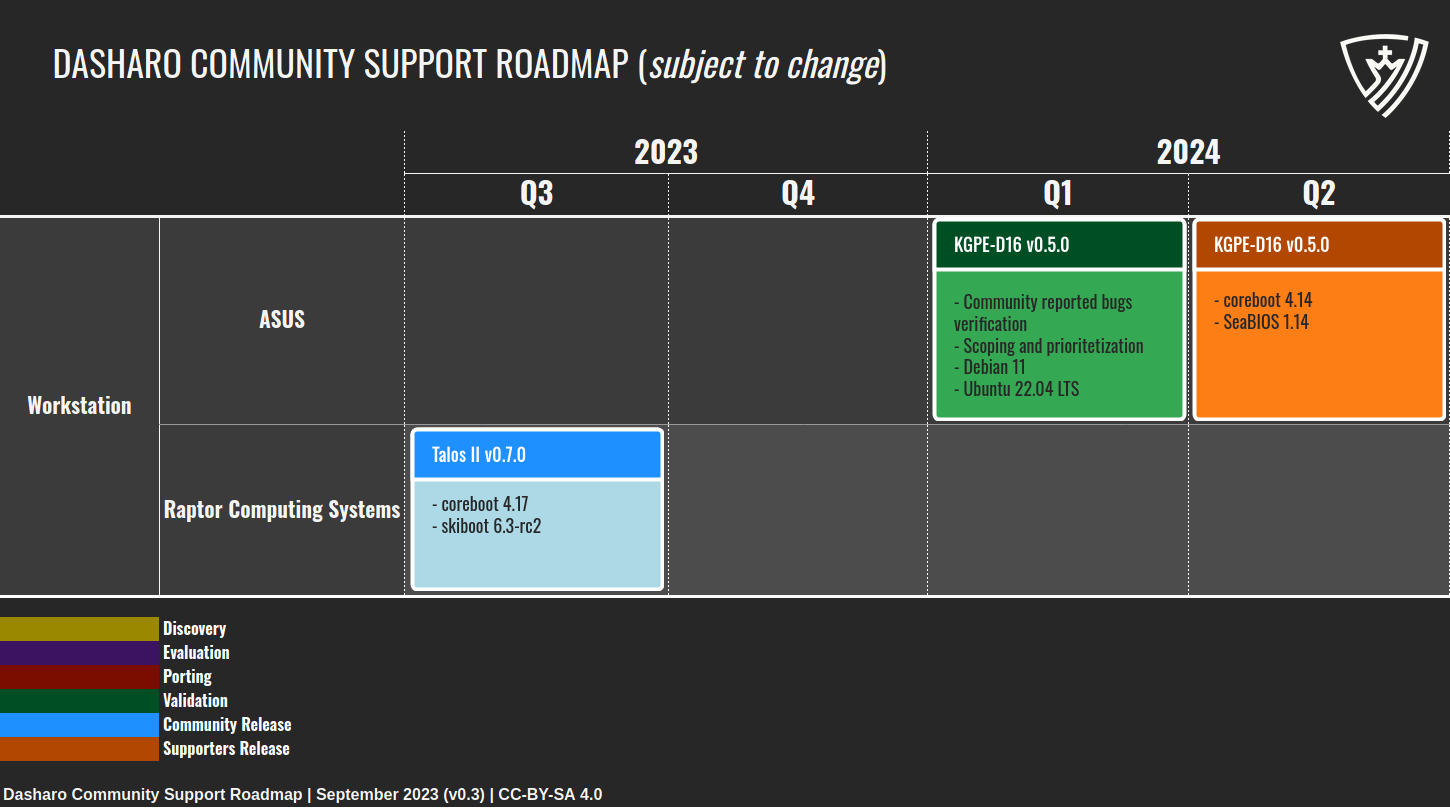 DASHARO COMMUNITY SUPPORT ROADMAP (subject to change)
2023
2024
Q3
Q4
Q1
Q2
Workstation
ASUS
KGPE-D16 v0.5.0
- Community reported bugs
verification
- Scoping and prioritetization
- Debian 11
- Ubuntu 22.04 LTS
KGPE-D16 v0.5.0
- coreboot 4.14
- SeaBIOS 1.14
Raptor Computing Systems
Talos II v0.7.0
- coreboot 4.17
- skiboot 6.3-rc2
Discovery
Evaluation
Porting
Validation
Community Release
Supporters Release
Dasharo Community Support Roadmap | September 2023 (v0.3) | CC-BY-SA 4.0